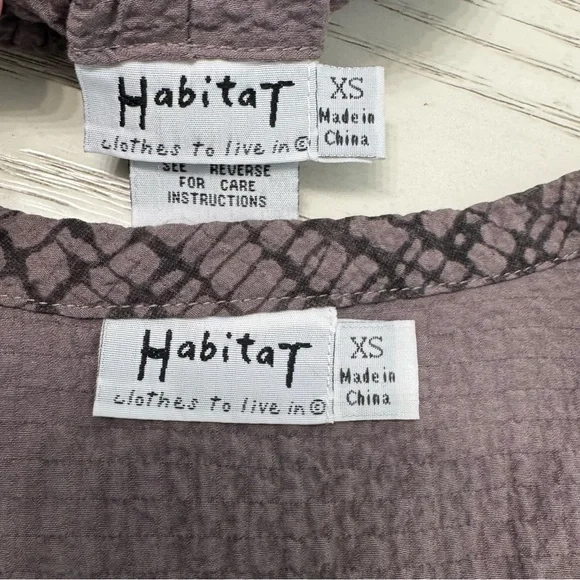 HabitaT
clothes to live in©
XS
Made in
China
SEE REVERSE
FOR CARE
INSTRUCTIONS
HabitaT
clothes to live in©
XS
Made in
China